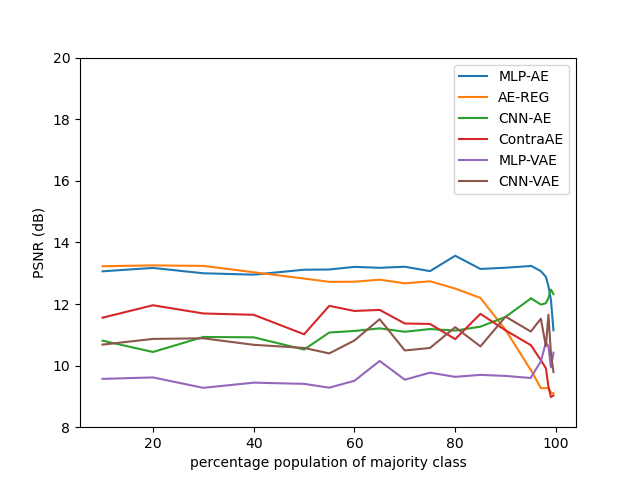 20
18
16
14
12
10
8
PSNR (dB)
MLP-AE
AE-REG
CNN-AE
ContraAE
MLP-VAE
CNN-VAE
20 40 60 80 100
percentage population of majority class